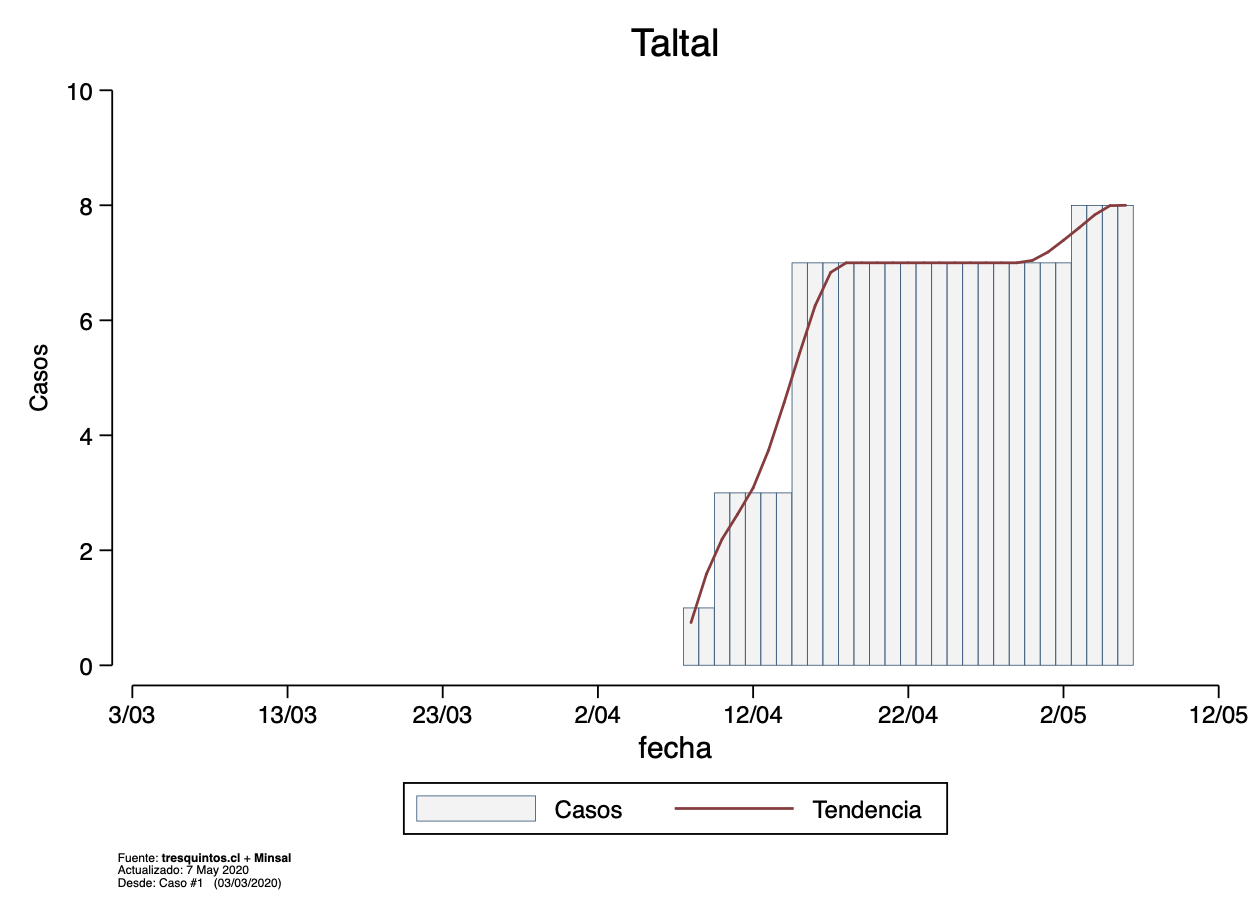 Taltal
10
8
6
4
2
0
Casos
3/03 13/03 23/03 2/04 12/04 22/04 2/05 12/05
fecha
Casos Tendencia
Fuente: tresquintos.cl + Minsal
Actualizado: 7 May 2020
Desde: Caso #1 (03/03/2020)